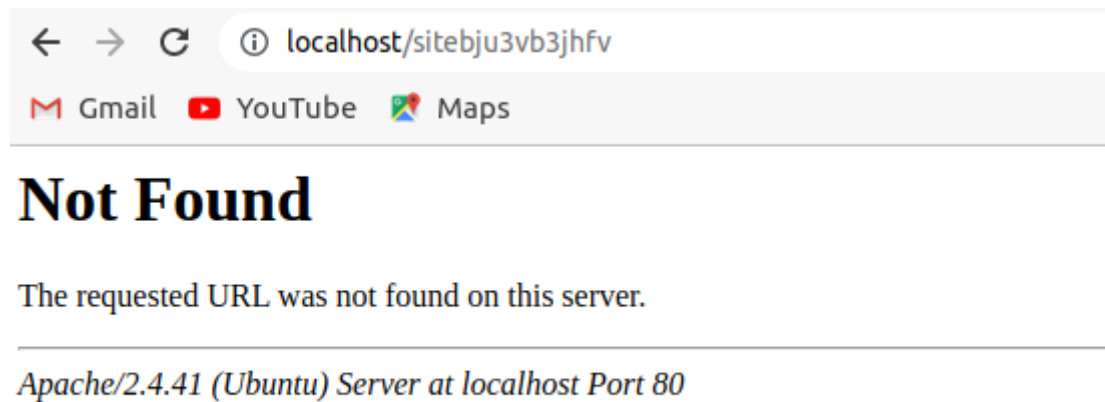 localhost/sitebju3vb3jhfv
Gmail YouTube Maps
Not Found
The requested URL was not found on this server.
Apache/2.4.41 (Ubuntu) Server at localhost Port 80